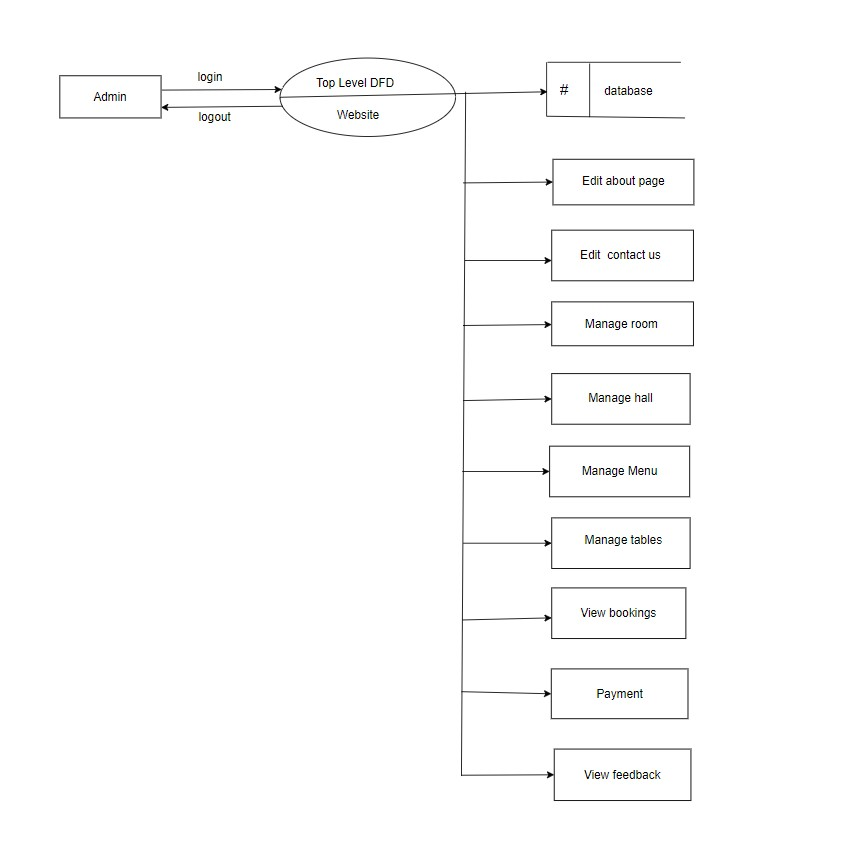 login
Admin
logout
Top Level DFD
Website
#
database
Edit about page
Edit contact us
Manage room
Manage hall
Manage Menu
Manage tables
View bookings
Payment
View feedback